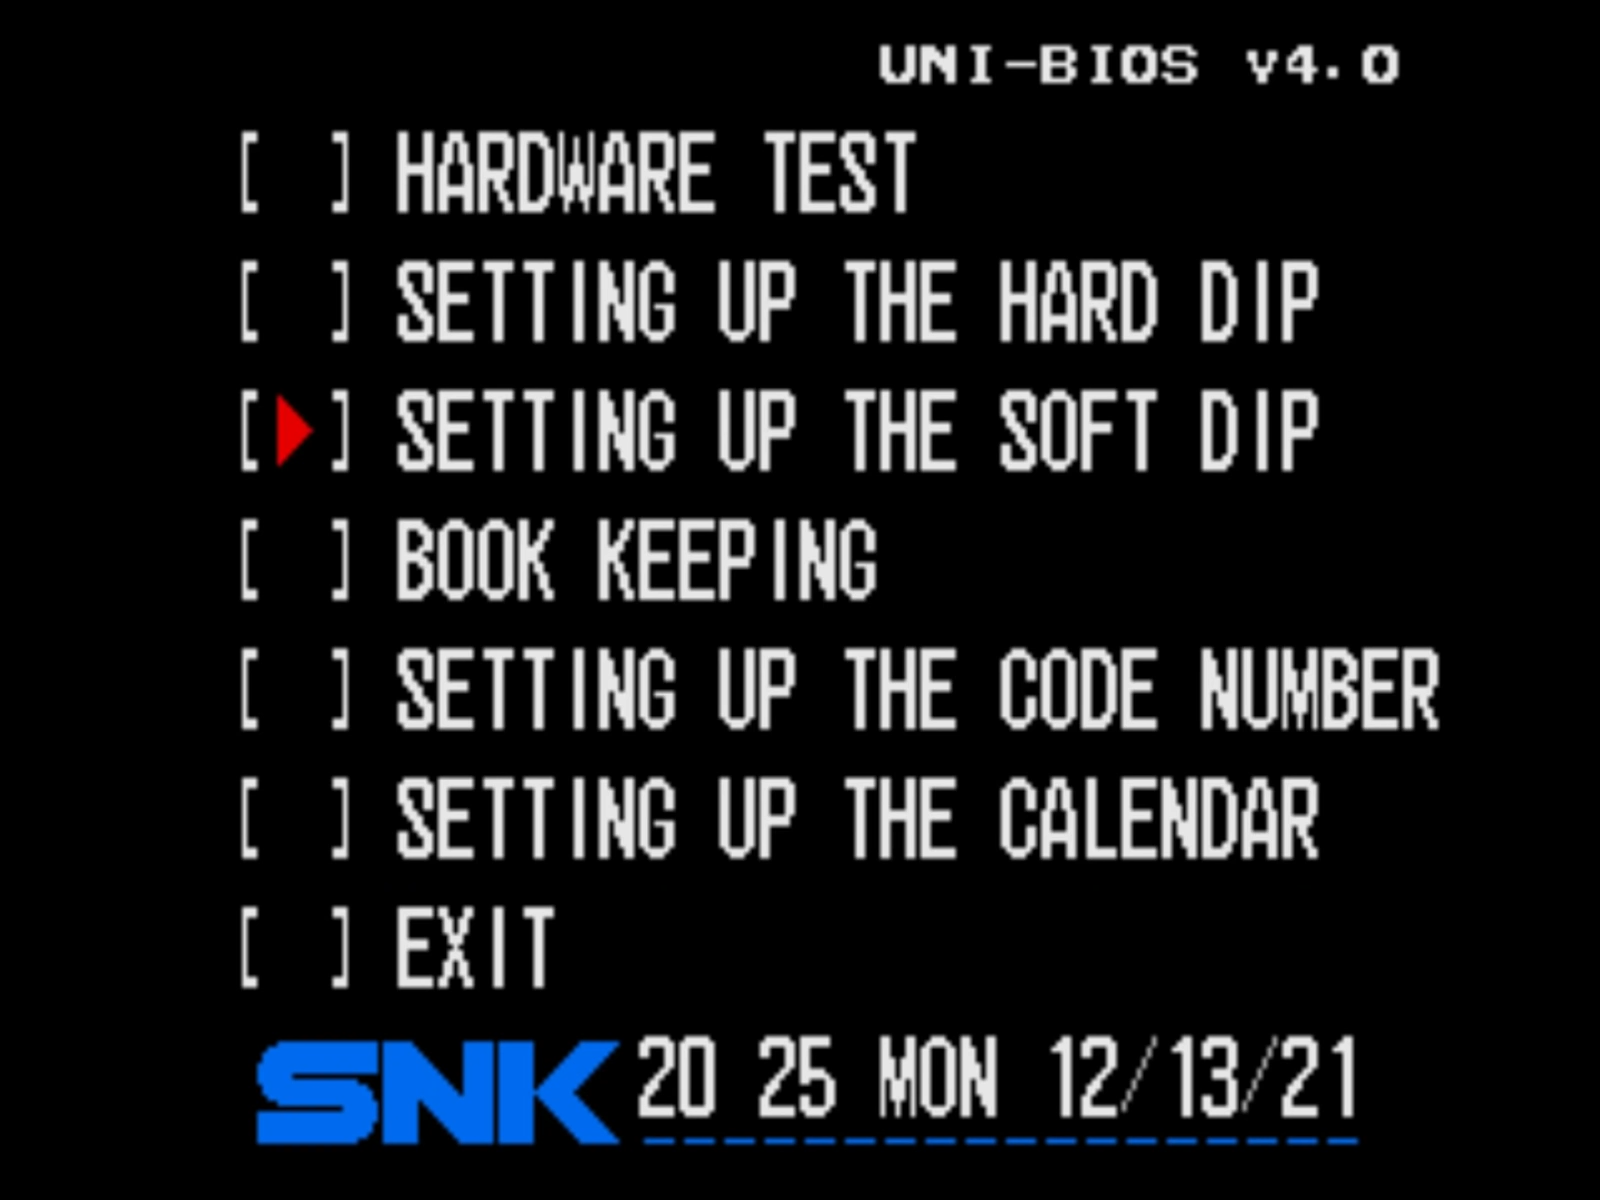 UNI-BIOS v4.0
[ ] HARDWARE TEST
[ ] SETTING UP THE HARD DIP
[▶] SETTING UP THE SOFT DIP
[ ] BOOK KEEPING
[ ] SETTING UP THE CODE NUMBER
[ ] SETTING UP THE CALENDAR
[ ] EXIT
SNK 20 25 MON 12/13/21